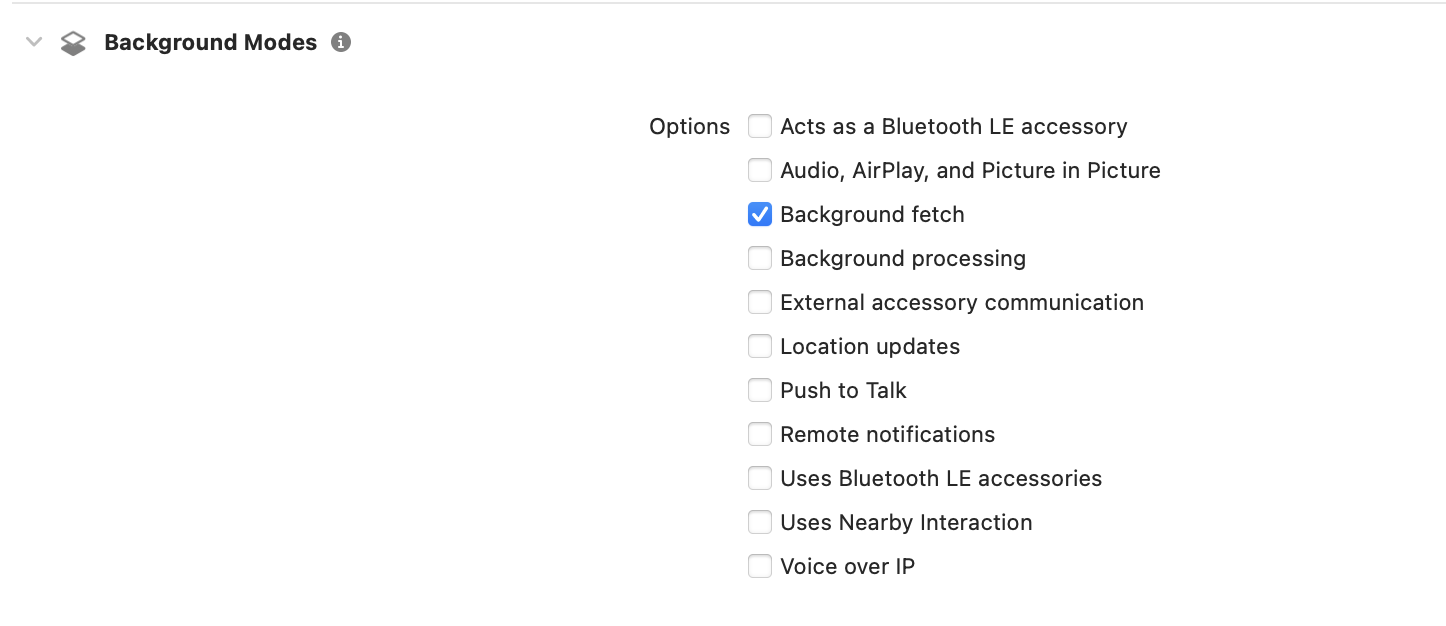 Background Modes
Options Acts as a Bluetooth LE accessory
Audio, AirPlay, and Picture in Picture
Background fetch
Background processing
External accessory communication
Location updates
Push to Talk
Remote notifications
Uses Bluetooth LE accessories
Uses Nearby Interaction
Voice over IP